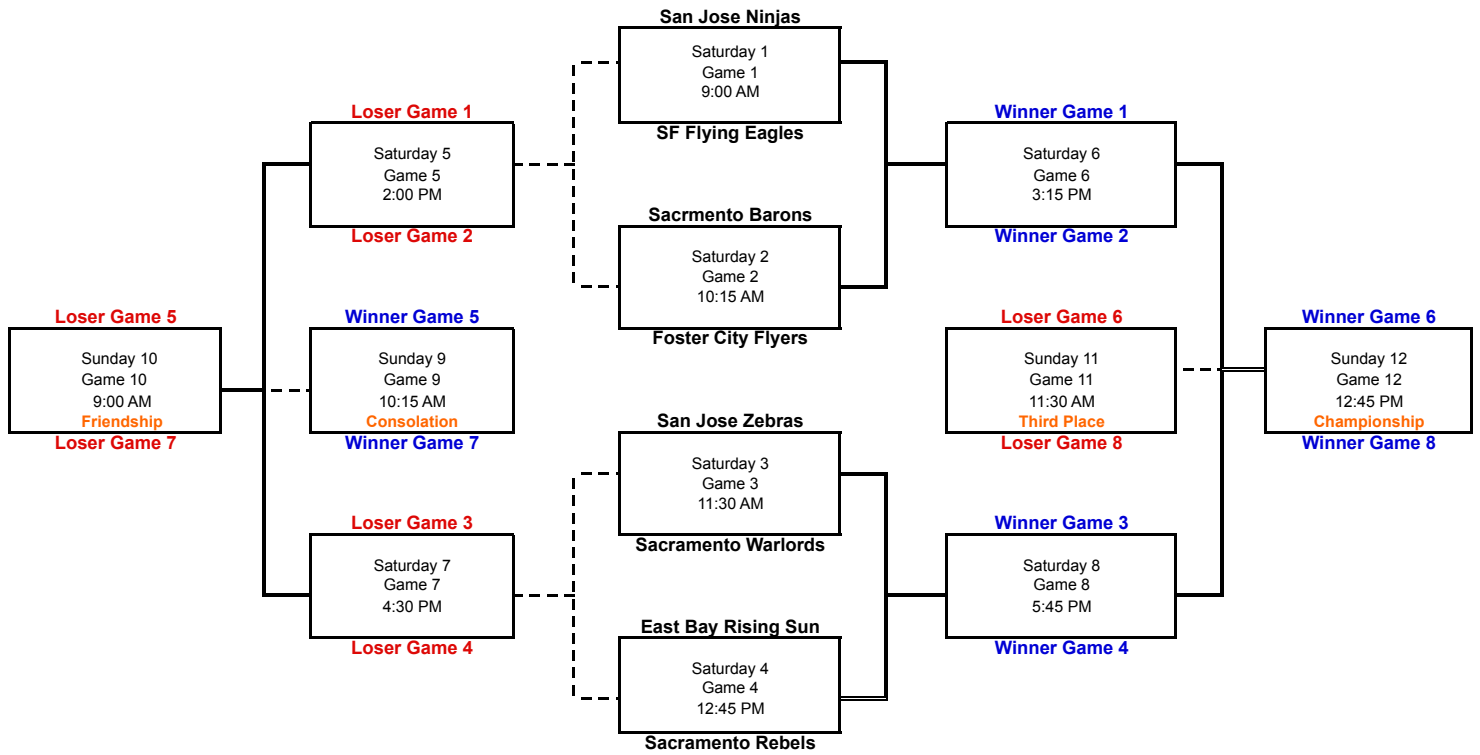 San Jose Ninjas
Saturday 1
Game 1
9:00 AM
SF Flying Eagles
Loser Game 1
Saturday 5
Game 5
2:00 PM
Loser Game 2
Winner Game 1
Saturday 6
Game 6
3:15 PM
Winner Game 2
Sacrmento Barons
Saturday 2
Game 2
10:15 AM
Foster City Flyers
Loser Game 5
Sunday 10
Game 10
9:00 AM
Friendship
Loser Game 7
Winner Game 5
Sunday 9
Game 9
10:15 AM
Consolation
Winner Game 7
Loser Game 6
Sunday 11
Game 11
11:30 AM
Third Place
Loser Game 8
Winner Game 6
Sunday 12
Game 12
12:45 PM
Championship
Winner Game 8
San Jose Zebras
Saturday 3
Game 3
11:30 AM
Sacramento Warlords
Loser Game 3
Saturday 7
Game 7
4:30 PM
Loser Game 4
Winner Game 3
Saturday 8
Game 8
5:45 PM
Winner Game 4
East Bay Rising Sun
Saturday 4
Game 4
12:45 PM
Sacramento Rebels